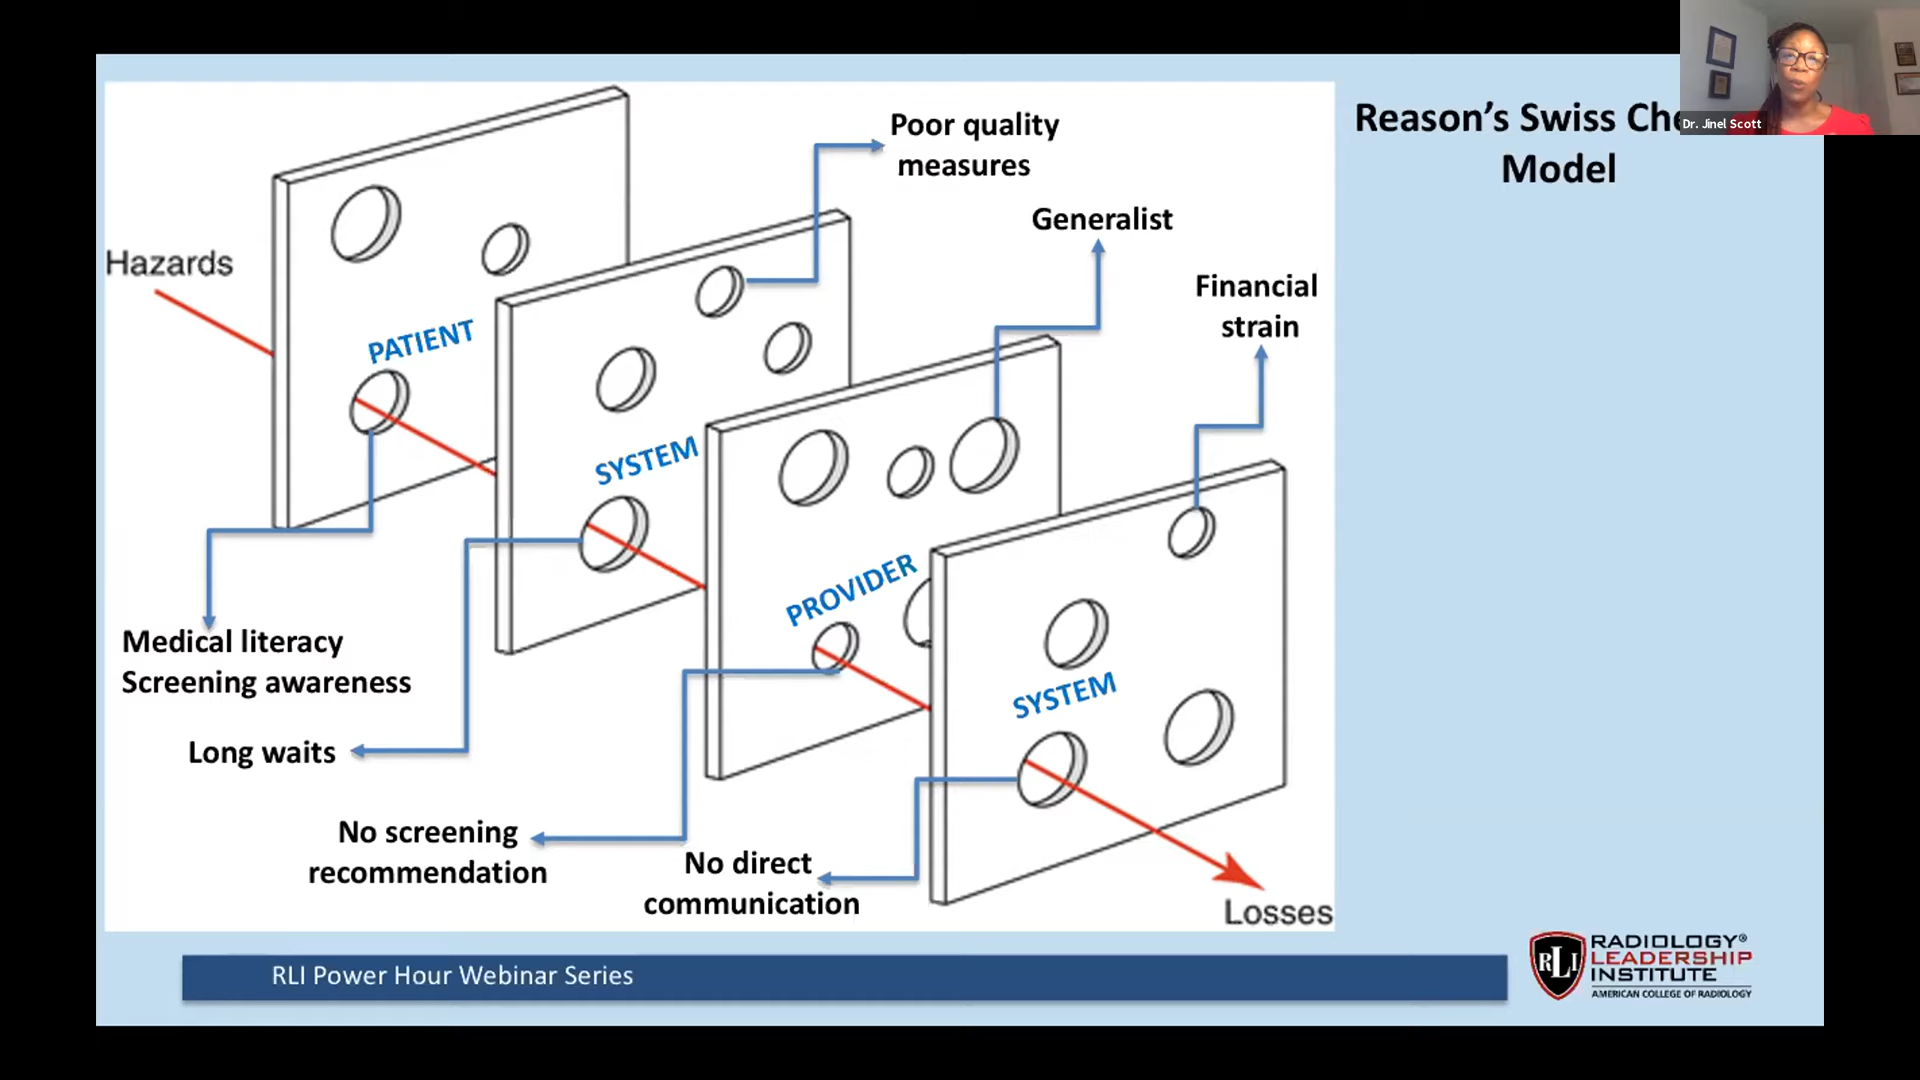 Dr. Jinel Scott
Reason's Swiss Che
Model
Poor quality
measures
Generalist
Financial
strain
Hazards
PATIENT
SYSTEM
PROVIDER
SYSTEM
Medical literacy
Screening awareness
Long waits
No screening
recommendation
No direct
communication
Losses
RLI Power Hour Webinar Series
RLI
RADIOLOGY®
LEADERSHIP
INSTITUTE
AMERICAN COLLEGE OF RADIOLOGY